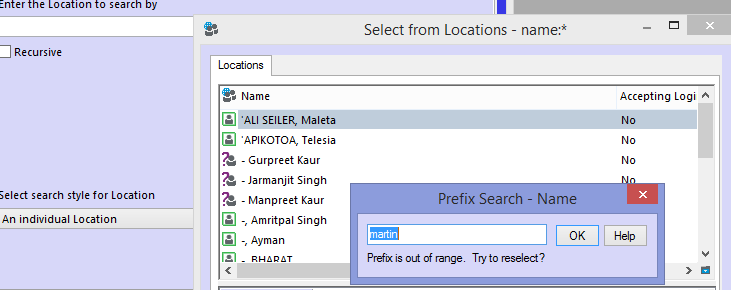 Enter the Location to search by
Select from Locations - name:*
Recursive
Locations
Name Accepting Logi
'ALI SEILER, Maleta No
'APIKOTOA, Telesia No
- Gurpreet Kaur No
- Jarmanjit Singh No
- Manpreet Kaur
-, Amritpal Singh
-, Ayman
-, BHARAT
Select search style for Location
An individual Location
Prefix Search - Name
martin
OK
Help
Prefix is out of range. Try to reselect?